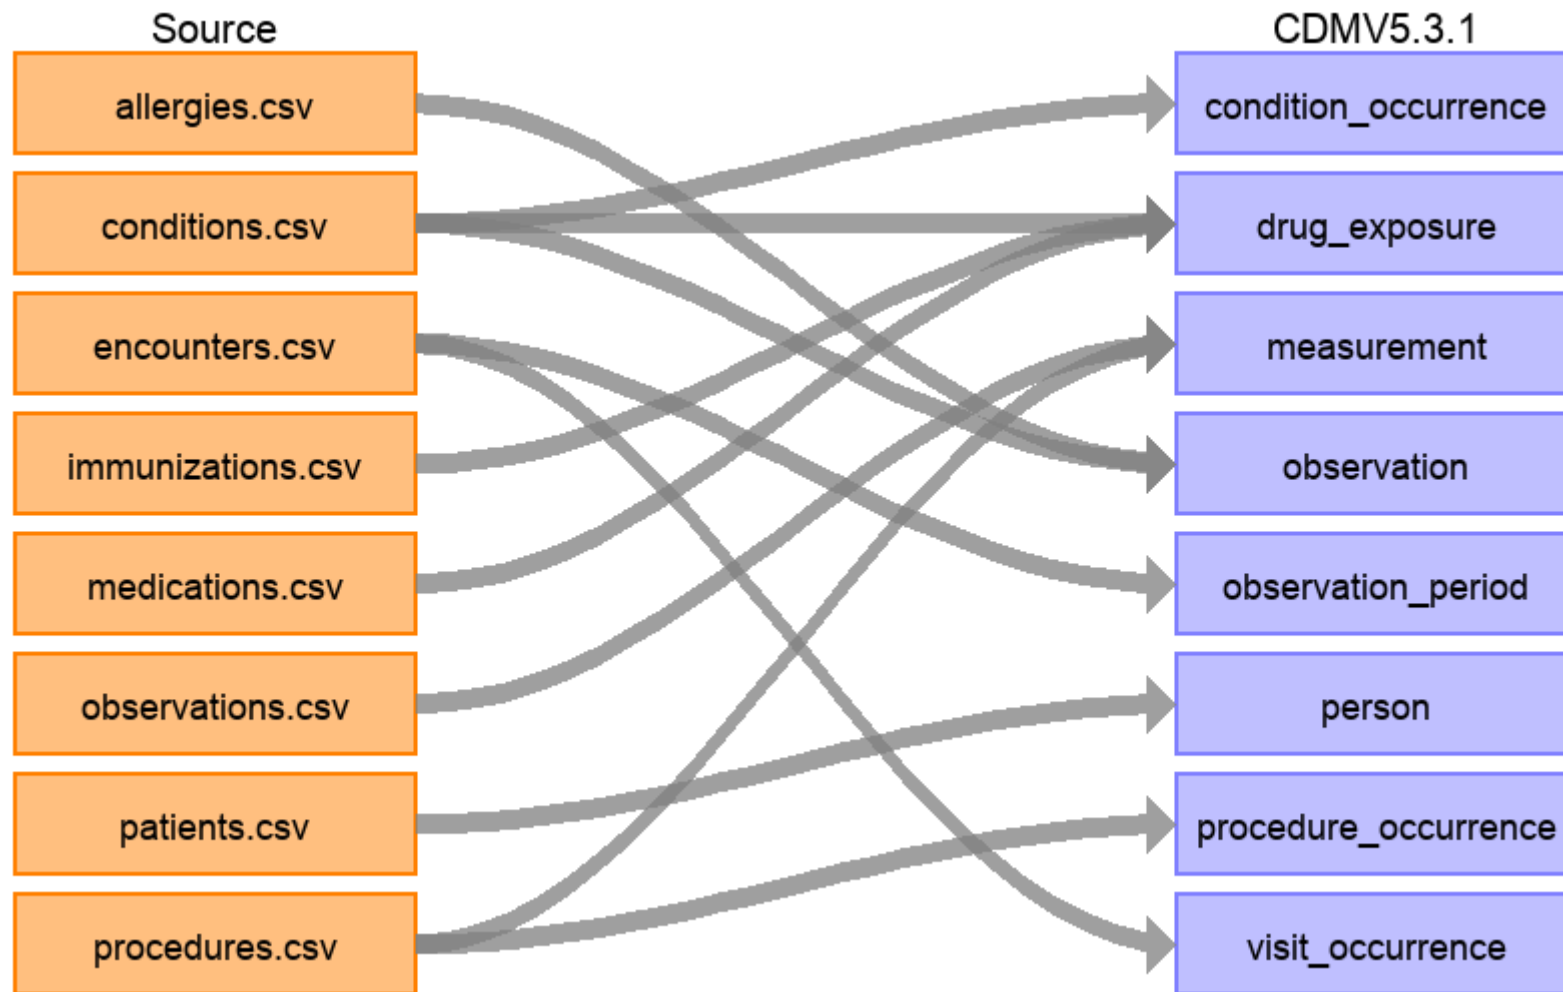 Source
CDMV5.3.1
allergies.csv
condition_occurrence
conditions.csv
drug_exposure
encounters.csv
measurement
immunizations.csv
observation
medications.csv
observation_period
observations.csv
person
patients.csv
procedure_occurrence
procedures.csv
visit_occurrence